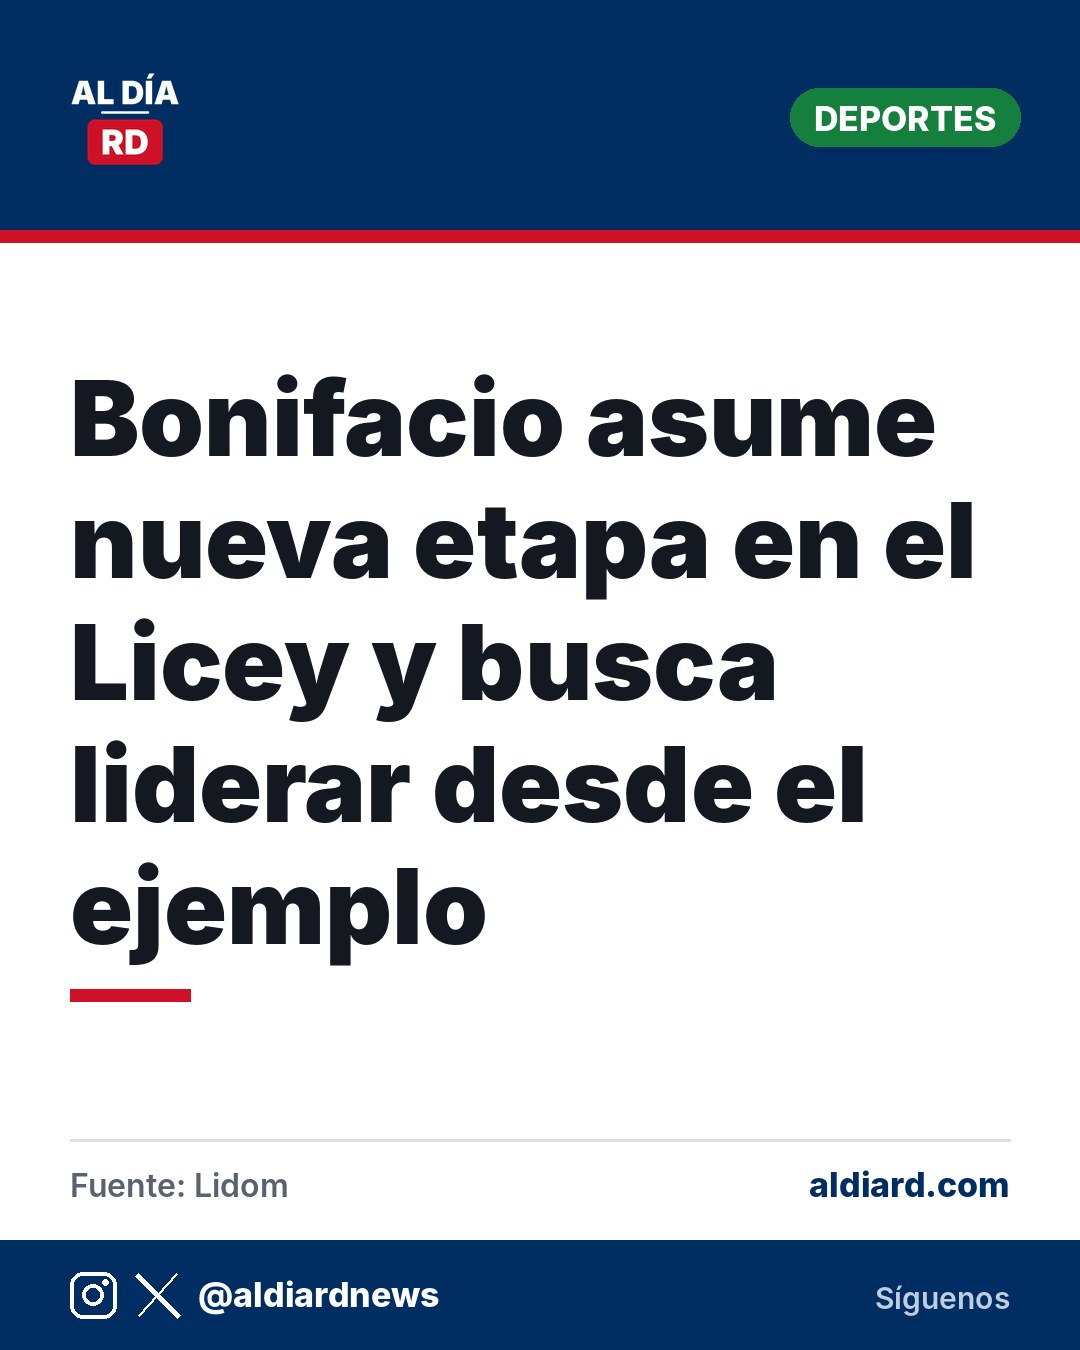 AL DÍA
RD
DEPORTES
Bonifacio asume
nueva etapa en el
Licey y busca
liderar desde el
ejemplo
Fuente: Lidom
aldiard.com
@aldiardnews
Síguenos